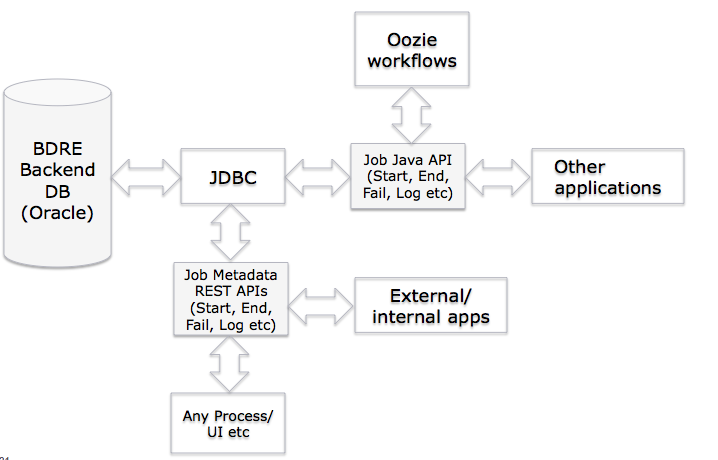 Oozie
workflows
BDRE
Backend
DB
(Oracle)
JDBC
Job Java API
(Start, End,
Fail, Log etc)
Other
applications
Job Metadata
REST APIs
(Start, End,
Fail, Log etc)
External/
internal apps
Any Process/
UI etc